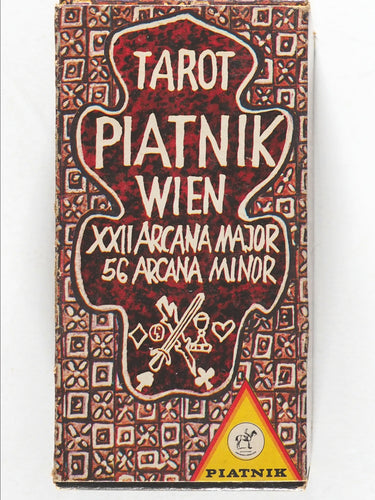 TAROT
PIATNIK
WIEN
XXII ARCANA MAJOR
56 ARCANA MINOR
PIATNIK